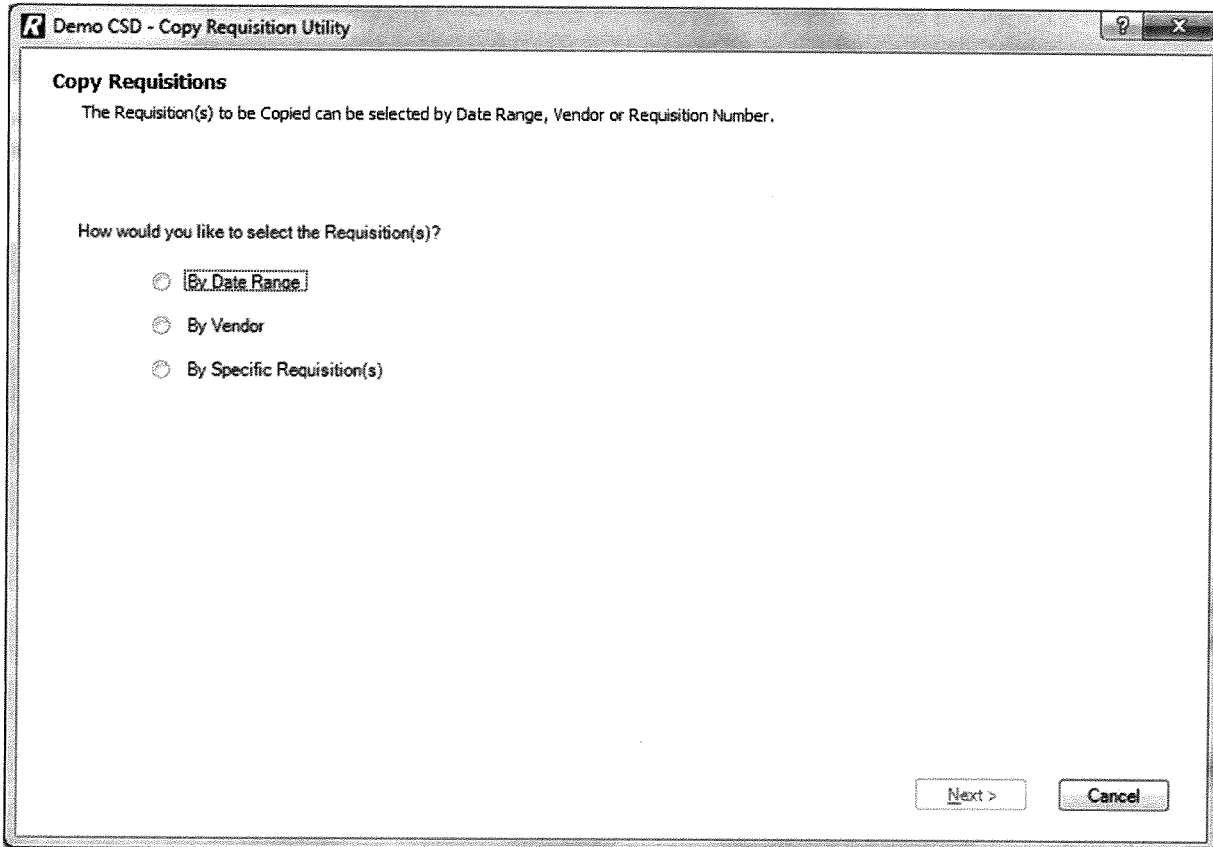 R Demo CSD - Copy Requisition Utility
? X
Copy Requisitions
The Requisition(s) to be Copied can be selected by Date Range, Vendor or Requisition Number.
How would you like to select the Requisition(s)?
By Date Range
By Vendor
By Specific Requisition(s)
Next > Cancel